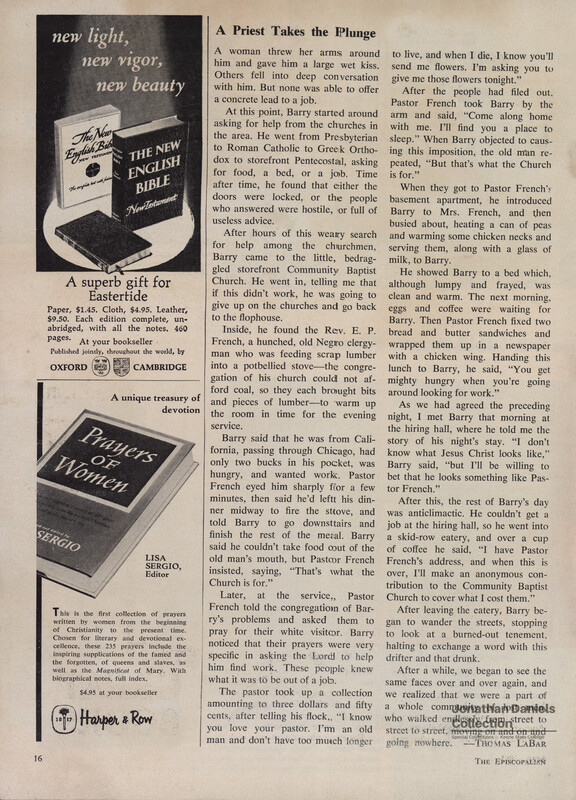 new light,
new vigor,
new beauty
The New
English Bible
NEW TESTAMENT
THE NEW
ENGLISH
BIBLE
New Testament
A superb gift for
Eastertide
Paper, $1.45. Cloth, $4.95. Leather,
$9.50. Each edition complete, un-
abridged, with all the notes. 460
pages.
At your bookseller
Published jointly, throughout the world, by
OXFORD CAMBRIDGE
A unique treasury of
devotion
Prayers
OF
Women
SERGIO
LISA
SERGIO,
Editor
This is the first collection of prayers
written by women from the beginning
of Christianity to the present time.
Chosen for literary and devotional ex-
cellence, these 235 prayers include the
inspiring supplications of the famed and
the forgotten, of queens and slaves, as
well as the Magnificat of Mary. With
biographical notes, full index.
$4.95 at your bookseller
1817
Harper & Row
16
A Priest Takes the Plunge
A woman threw her arms around
him and gave him a large wet kiss.
Others fell into deep conversation
with him. But none was able to offer
a concrete lead to a job.
At this point, Barry started around
asking for help from the churches in
the area. He went from Presbyterian
to Roman Catholic to Greek Ortho-
dox to storefront Pentecostal, asking
for food, a bed, or a job. Time
after time, he found that either the
doors were locked, or the people
who answered were hostile, or full of
useless advice.
After hours of this weary search
for help among the churchmen,
Barry came to the little, bedrag-
gled storefront Community Baptist
Church. He went in, telling me that
if this didn't work, he was going to
give up on the churches and go back
to the flophouse.
Inside, he found the Rev. E. P.
French, a hunched, old Negro clergy-
man who was feeding scrap lumber
into a potbellied stove—the congre-
gation of his church could not af-
ford coal, so they each brought bits
and pieces of lumber—to warm up
the room in time for the evening
service.
Barry said that he was from Cali-
fornia, passing through Chicago, had
only two bucks in his pocket, was
hungry, and wanted work. Pastor
French eyed him sharply for a few
minutes, then said he'd left his din-
ner midway to fire the stove, and
told Barry to go downstairs and
finish the rest of the meal. Barry
said he couldn't take food out of the
old man's mouth, but Pastor French
insisted, saying, "That's what the
Church is for."
Later, at the service, Pastor
French told the congregation of Bar-
ry's problems and asked them to
pray for their white visitor. Barry
noticed that their prayers were very
specific in asking the Lord to help
him find work. These people knew
what it was to be out of a job.
The pastor took up a collection
amounting to three dollars and fifty
cents, after telling his flock, "I know
you love your pastor. I'm an old
man and don't have too much longer
to live, and when I die, I know you'll
send me flowers. I'm asking you to
give me those flowers tonight."
After the people had filed out,
Pastor French took Barry by the
arm and said, "Come along home
with me. I'll find you a place to
sleep." When Barry objected to caus-
ing this imposition, the old man re-
peated, "But that's what the Church
is for."
When they got to Pastor French's
basement apartment, he introduced
Barry to Mrs. French, and then
busied about, heating a can of peas
and warming some chicken necks and
serving them, along with a glass of
milk, to Barry.
He showed Barry to a bed which,
although lumpy and frayed, was
clean and warm. The next morning,
eggs and coffee were waiting for
Barry. Then Pastor French fixed two
bread and butter sandwiches and
wrapped them up in a newspaper
with a chicken wing. Handing this
lunch to Barry, he said, "You get
mighty hungry when you're going
around looking for work."
As we had agreed the preceding
night, I met Barry that morning at
the hiring hall, where he told me the
story of his night's stay. "I don't
know what Jesus Christ looks like,"
Barry said, "but I'll be willing to
bet that he looks something like Pas-
tor French."
After this, the rest of Barry's day
was anticlimactic. He couldn't get a
job at the hiring hall, so he went into
a skid-row eatery, and over a cup
of coffee he said, "I have Pastor
French's address, and when this is
over, I'll make an anonymous con-
tribution to the Community Baptist
Church to cover what I cost them."
After leaving the eatery, Barry be-
gan to wander the streets, stopping
to look at a burned-out tenement,
halting to exchange a word with this
drifter and that drunk.
After a while, we began to see the
same faces over and over again, and
we realized that we were a part of
a whole community of
who walked endlessly from street to
street to street, moving on and on and
going nowhere. —THOMAS LABAR
Jonathan Daniels
Collection
THE EPISCOPALIAN